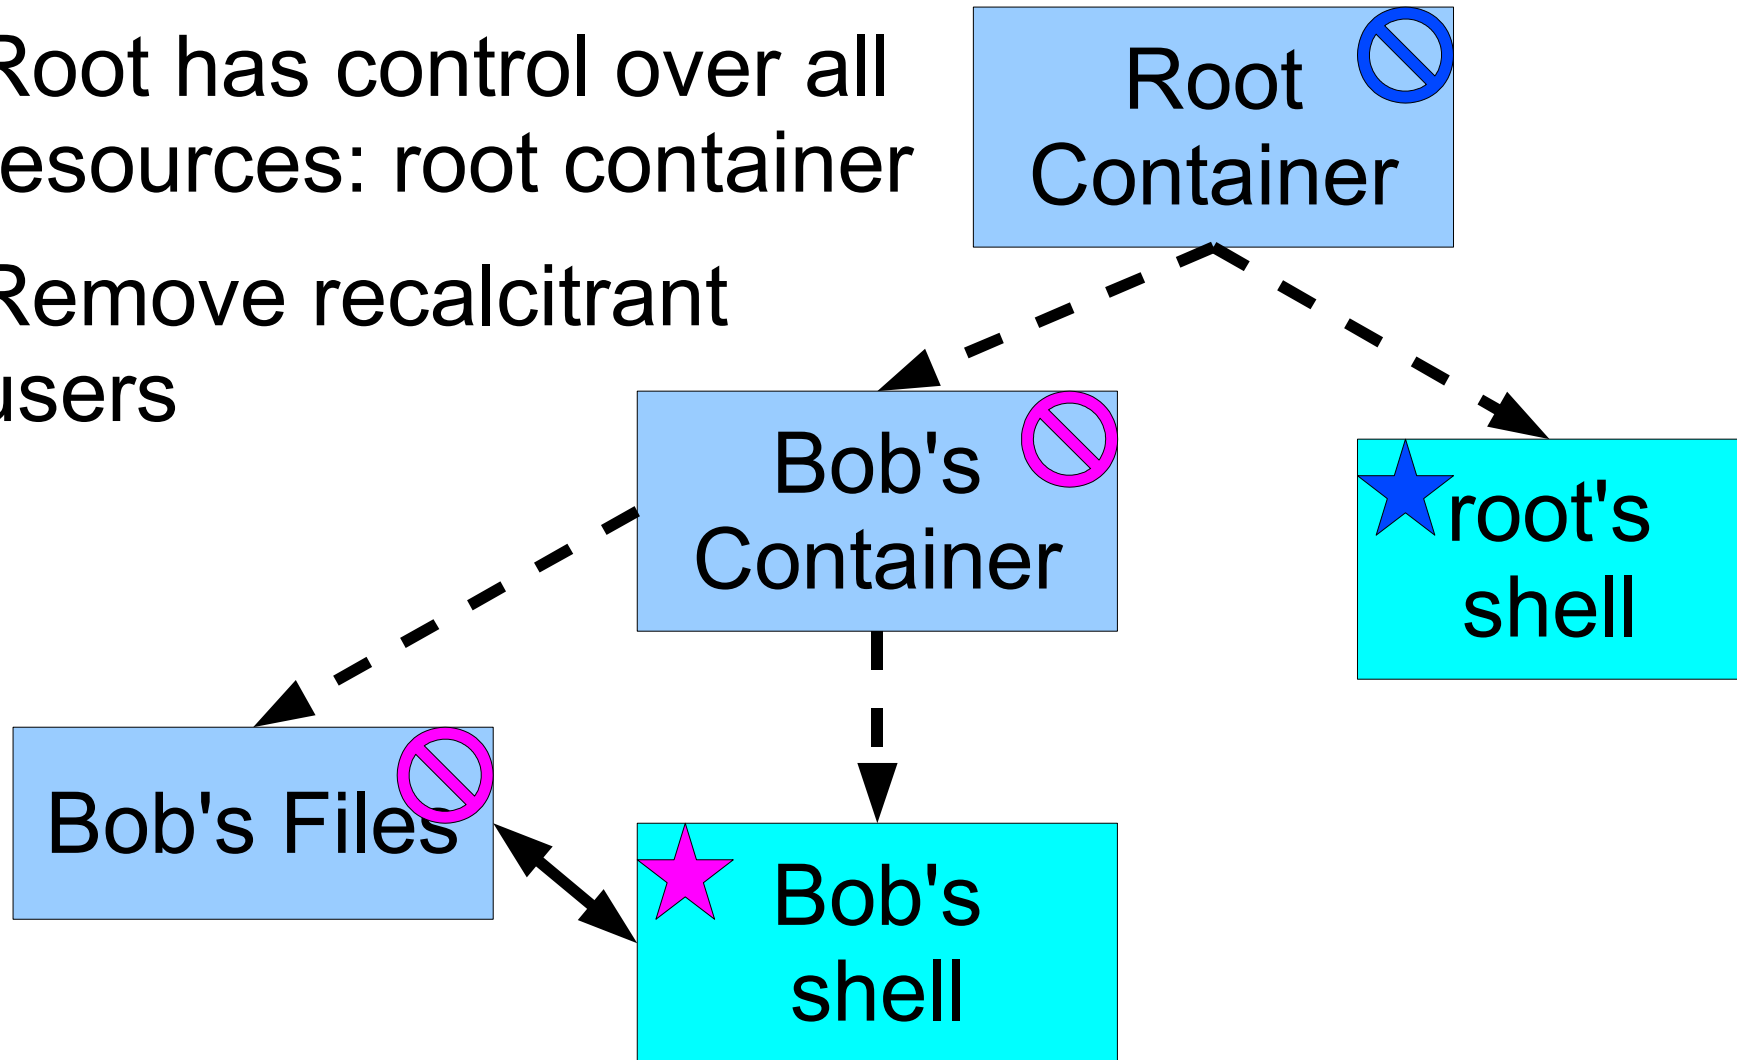 Root has control over all
resources: root container
Remove recalcitrant
users
Root
Container
Bob's
Container
root's
shell
Bob's Files
Bob's
shell